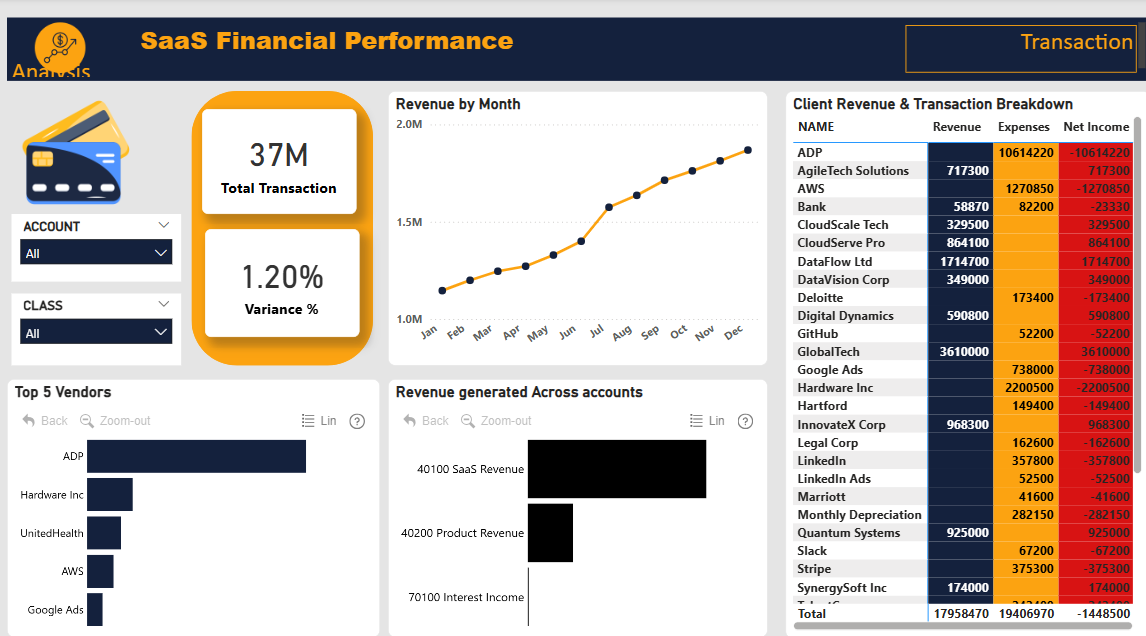 SaaS Financial Performance
Transaction
Analysis
ACCOUNT
All
CLASS
All
37M
Total Transaction
1.20%
Variance %
Revenue by Month
2.0M
1.5M
1.0M
Jan Feb Mar Apr May Jun Jul Aug Sep Oct Nov Dec
Client Revenue & Transaction Breakdown
NAME Revenue Expenses Net Income
ADP 10614220 -10614220
AgileTech Solutions 717300 717300
AWS 1270850 -1270850
Bank 58870 82200 -23330
CloudScale Tech 329500 329500
CloudServe Pro 864100 864100
DataFlow Ltd 1714700 1714700
DataVision Corp 349000 349000
Deloitte 173400 -173400
Digital Dynamics 590800 590800
GitHub 52200 -52200
GlobalTech 3610000 3610000
Google Ads 738000 -738000
Hardware Inc 2200500 -2200500
Hartford 149400 -149400
InnovateX Corp 968300 968300
Legal Corp 162600 -162600
LinkedIn 357800 -357800
LinkedIn Ads 52500 -52500
Marriott 41600 -41600
Monthly Depreciation 282150 -282150
Quantum Systems 925000 925000
Slack 67200 -67200
Stripe 375300 -375300
SynergySoft Inc 174000 174000
Total 17958470 19406970 -1448500
Top 5 Vendors
Back Zoom-out Lin ?
ADP
Hardware Inc
UnitedHealth
AWS
Google Ads
Revenue generated Across accounts
Back Zoom-out Lin ?
40100 SaaS Revenue
40200 Product Revenue
70100 Interest Income